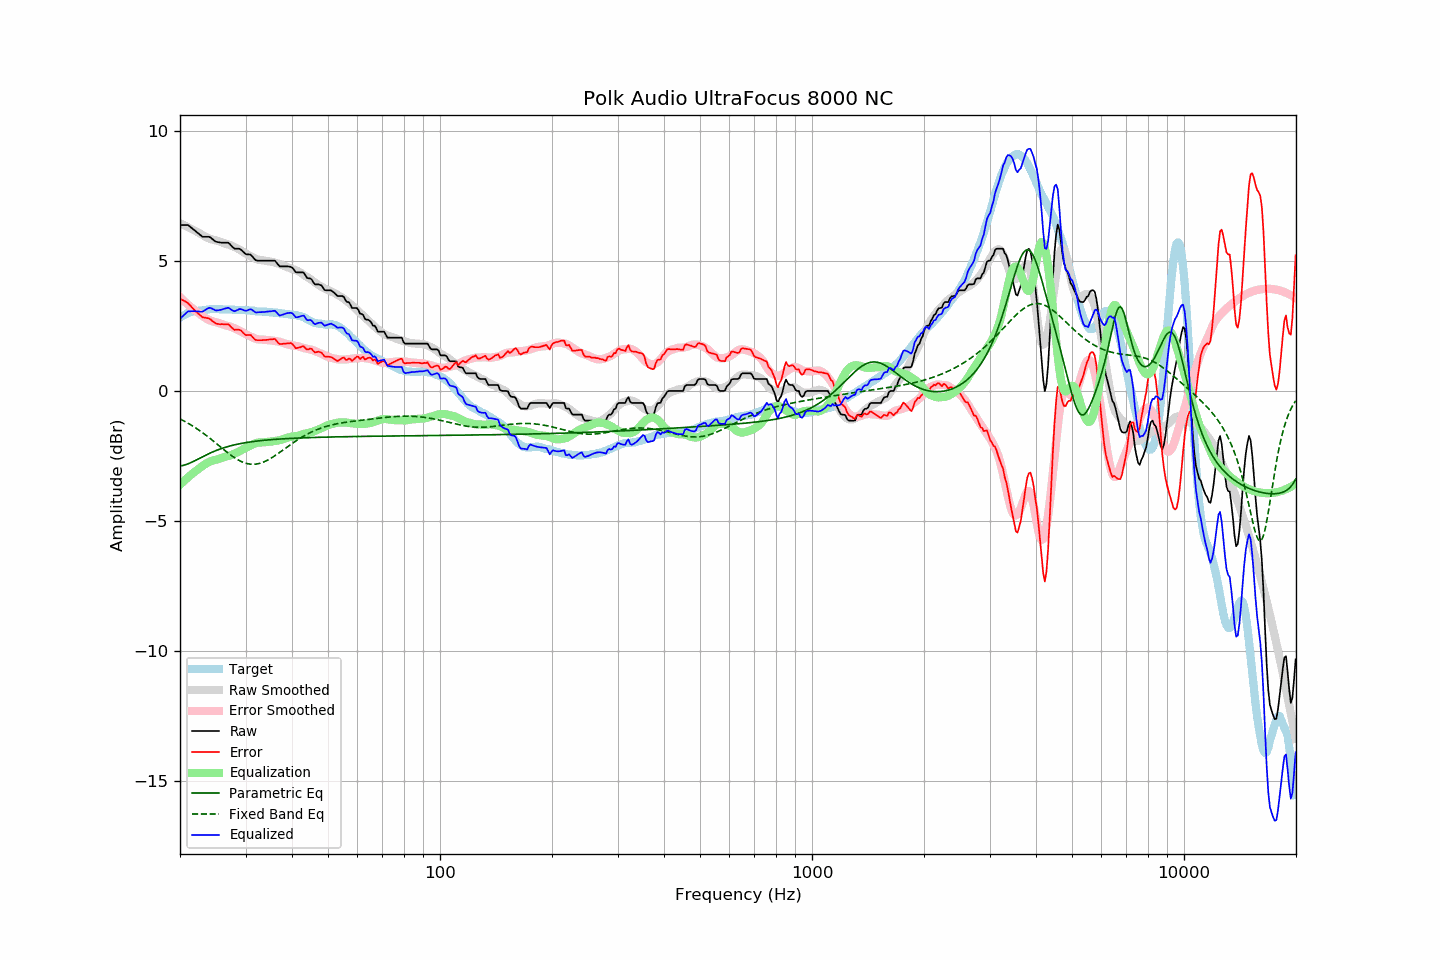 Polk Audio UltraFocus 8000 NC
10
5
0
−5
−10
−15
Amplitude (dBr)
Target
Raw Smoothed
Error Smoothed
Raw
Error
Equalization
Parametric Eq
Fixed Band Eq
Equalized
100
1000
10000
Frequency (Hz)